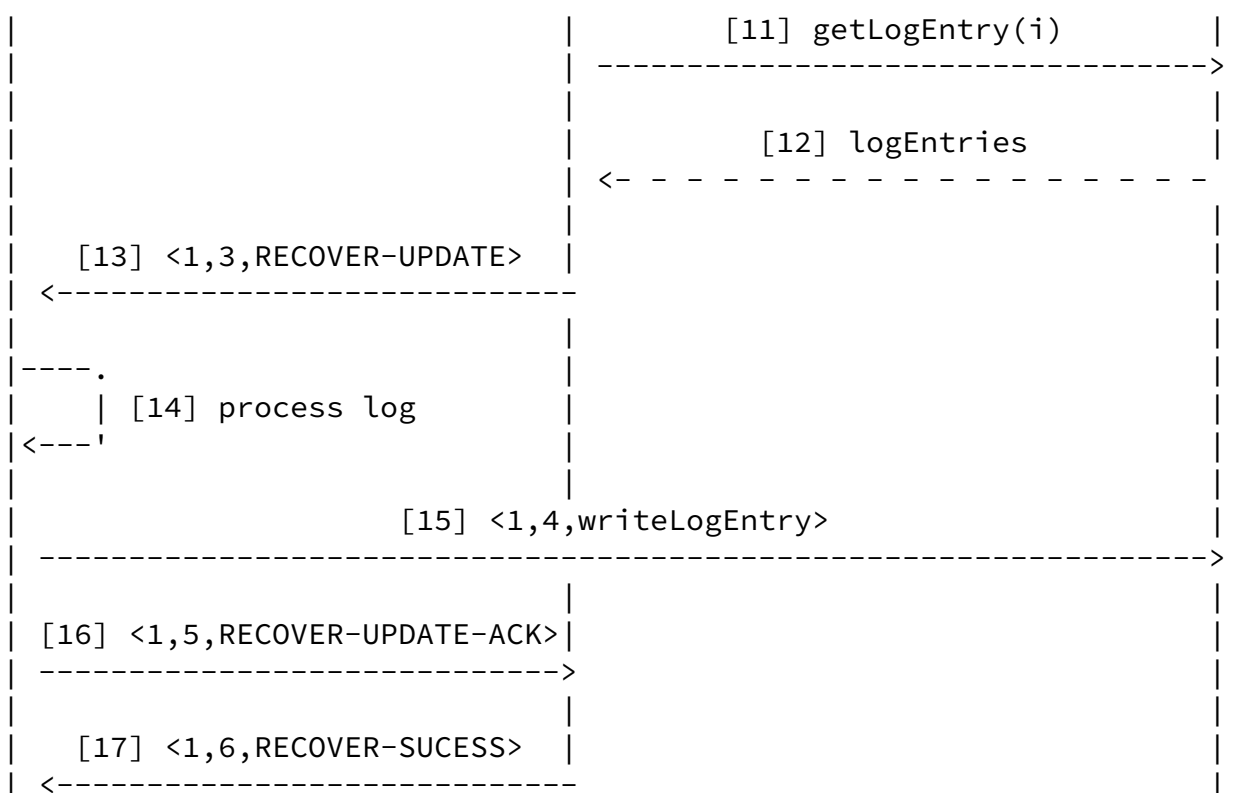 [11] getLogEntry(i)
[12] logEntries
[13] <1,3,RECOVER-UPDATE>
[14] process log
[15] <1,4,writeLogEntry>
[16] <1,5,RECOVER-UPDATE-ACK>
[17] <1,6,RECOVER-SUCESS>